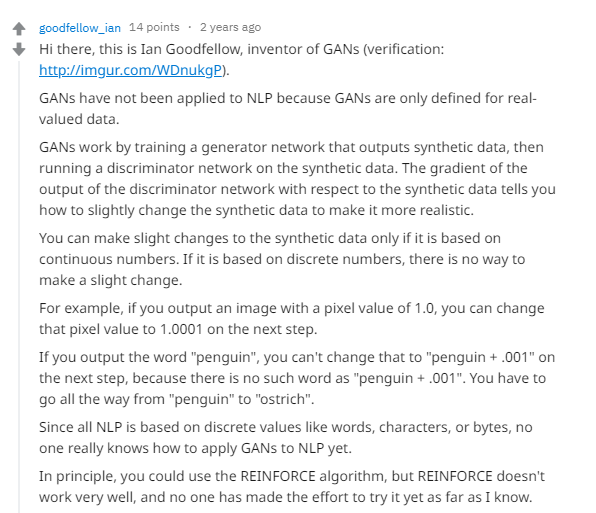 goodfellow_ian 14 points · 2 years ago
Hi there, this is Ian Goodfellow, inventor of GANs (verification:
http://imgur.com/WDnukgP).
GANs have not been applied to NLP because GANs are only defined for real-
valued data.
GANs work by training a generator network that outputs synthetic data, then
running a discriminator network on the synthetic data. The gradient of the
output of the discriminator network with respect to the synthetic data tells you
how to slightly change the synthetic data to make it more realistic.
You can make slight changes to the synthetic data only if it is based on
continuous numbers. If it is based on discrete numbers, there is no way to
make a slight change.
For example, if you output an image with a pixel value of 1.0, you can change
that pixel value to 1.0001 on the next step.
If you output the word "penguin", you can't change that to "penguin + .001" on
the next step, because there is no such word as "penguin + .001". You have to
go all the way from "penguin" to "ostrich".
Since all NLP is based on discrete values like words, characters, or bytes, no
one really knows how to apply GANs to NLP yet.
In principle, you could use the REINFORCE algorithm, but REINFORCE doesn't
work very well, and no one has made the effort to try it yet as far as I know.